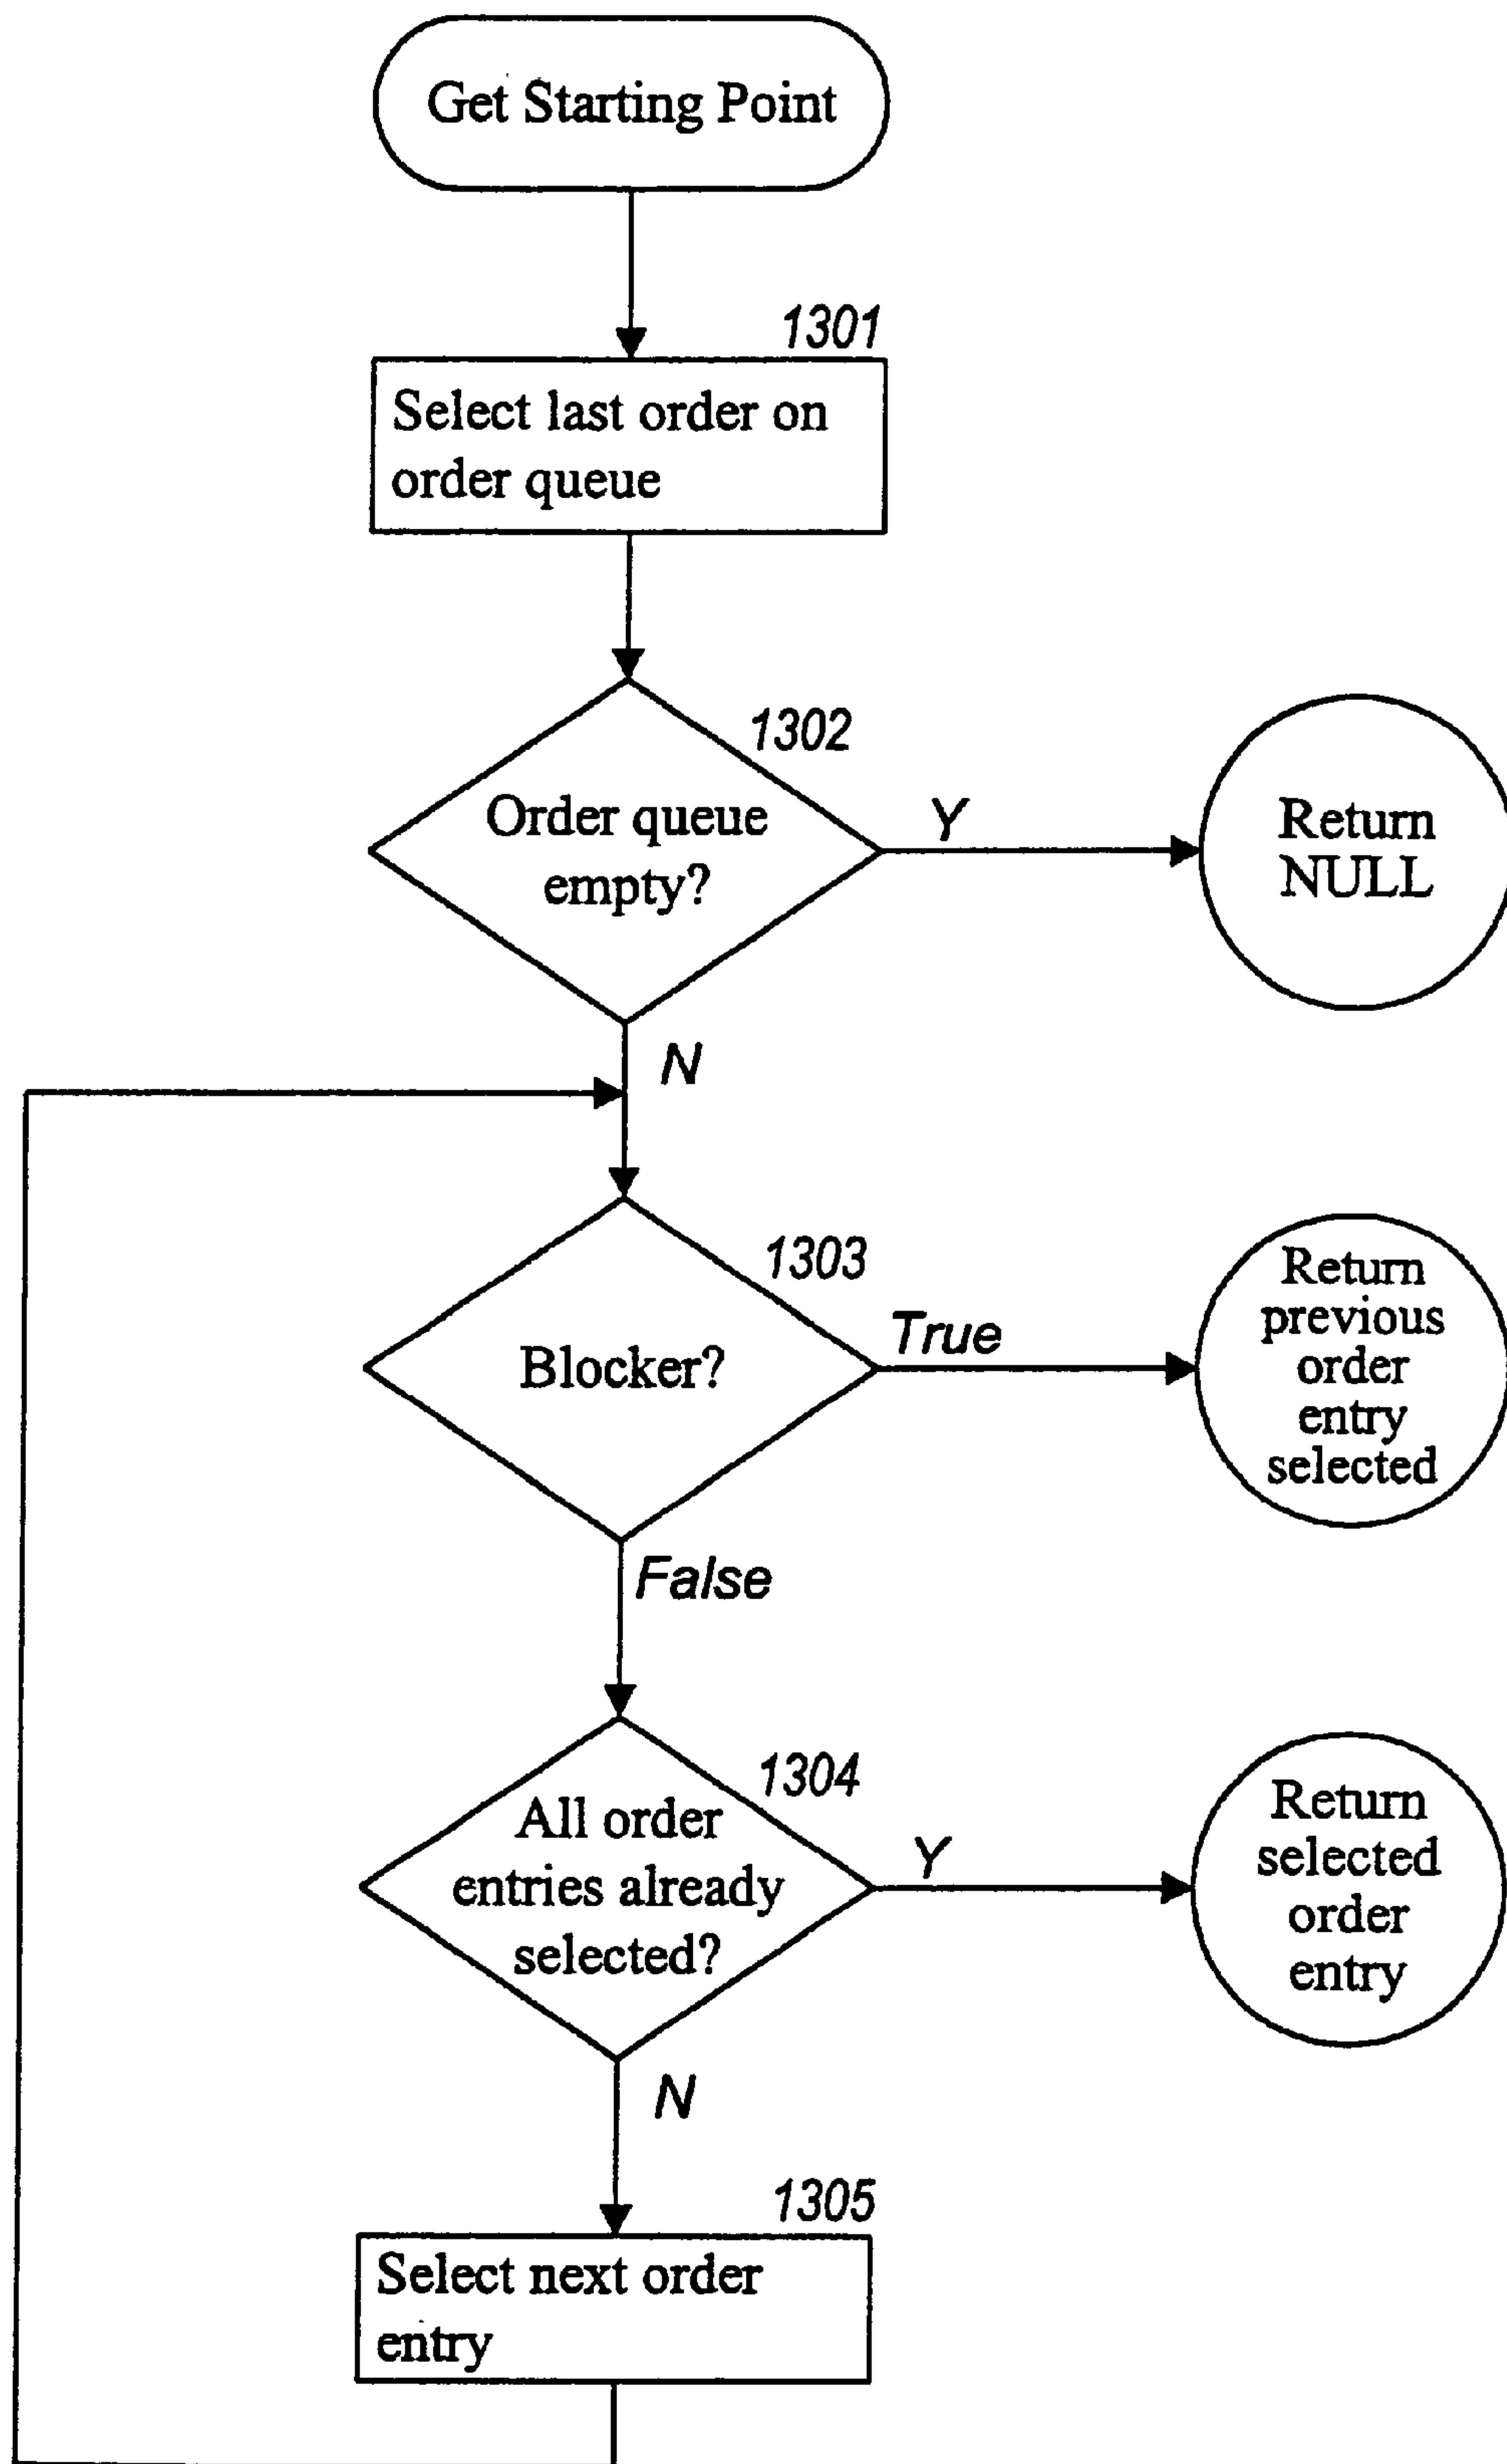 Get Starting Point
1301
Select last order on
order queue
1302
Order queue
empty?
Y
Return
NULL
N
1303
Blocker?
True
Return
previous
order
entry
selected
False
1304
All order
entries already
selected?
Y
Return
selected
order
entry
N
1305
Select next order
entry